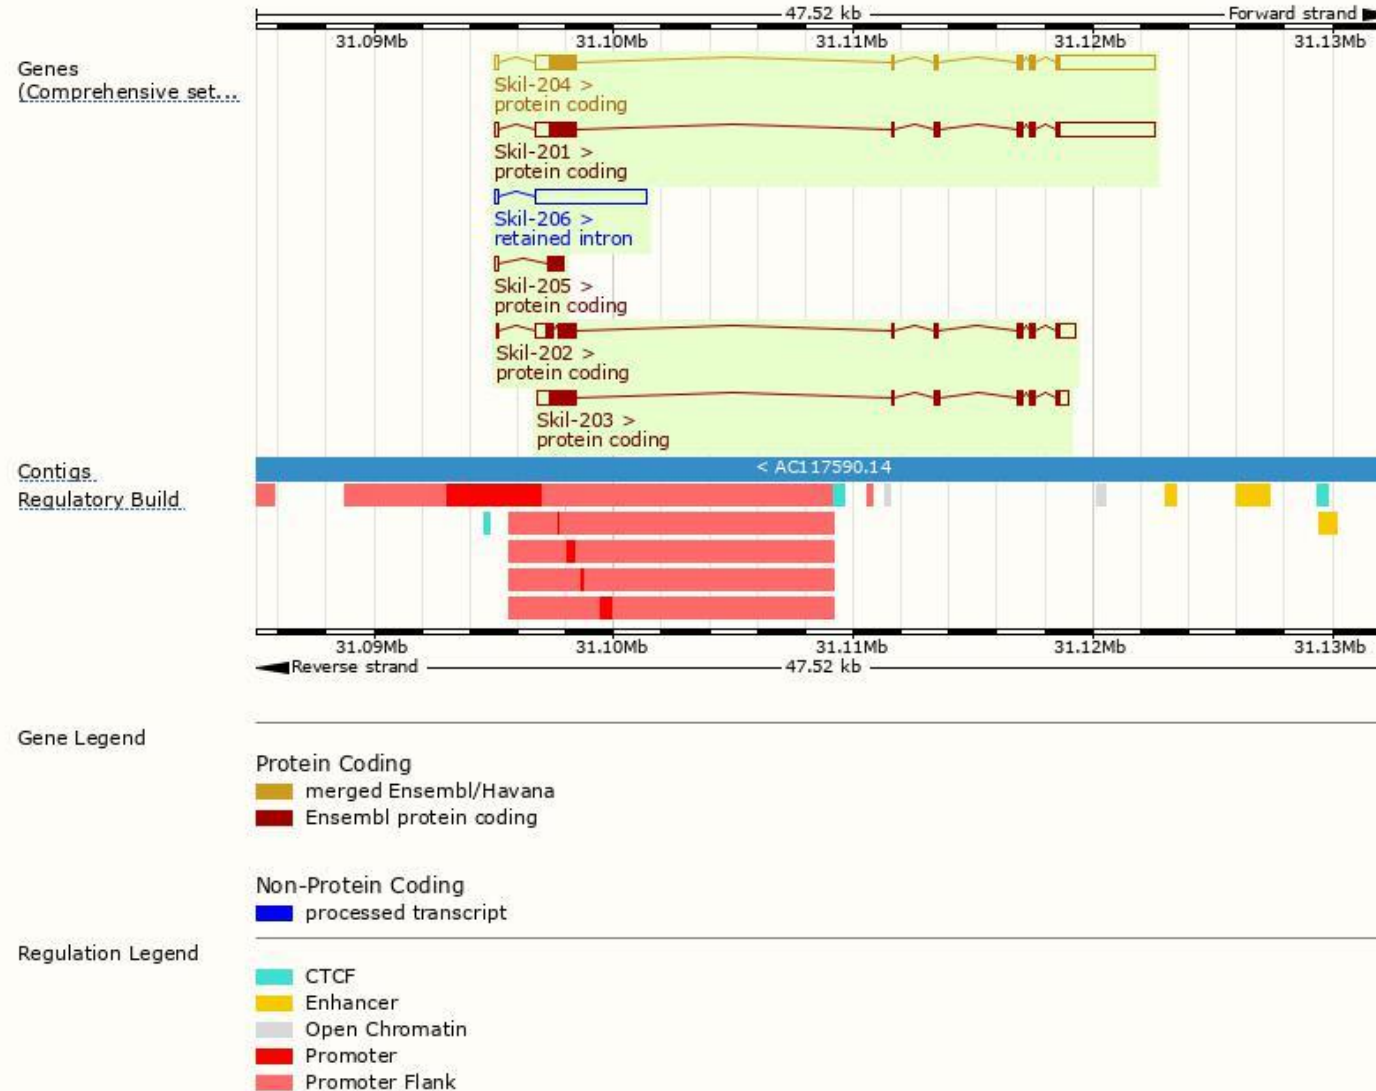 47.52 kb Forward strand
31.09Mb 31.10Mb 31.11Mb 31.12Mb 31.13Mb
Genes
(Comprehensive set...
Skil-204 >
protein coding
Skil-201 >
protein coding
Skil-206 >
retained intron
Skil-205 >
protein coding
Skil-202 >
protein coding
Skil-203 >
protein coding
Contigs < AC117590.14
Regulatory Build
31.09Mb 31.10Mb 31.11Mb 31.12Mb 31.13Mb
Reverse strand 47.52 kb
Gene Legend
Protein Coding
merged Ensembl/Havana
Ensembl protein coding
Non-Protein Coding
processed transcript
Regulation Legend
CTCF
Enhancer
Open Chromatin
Promoter
Promoter Flank